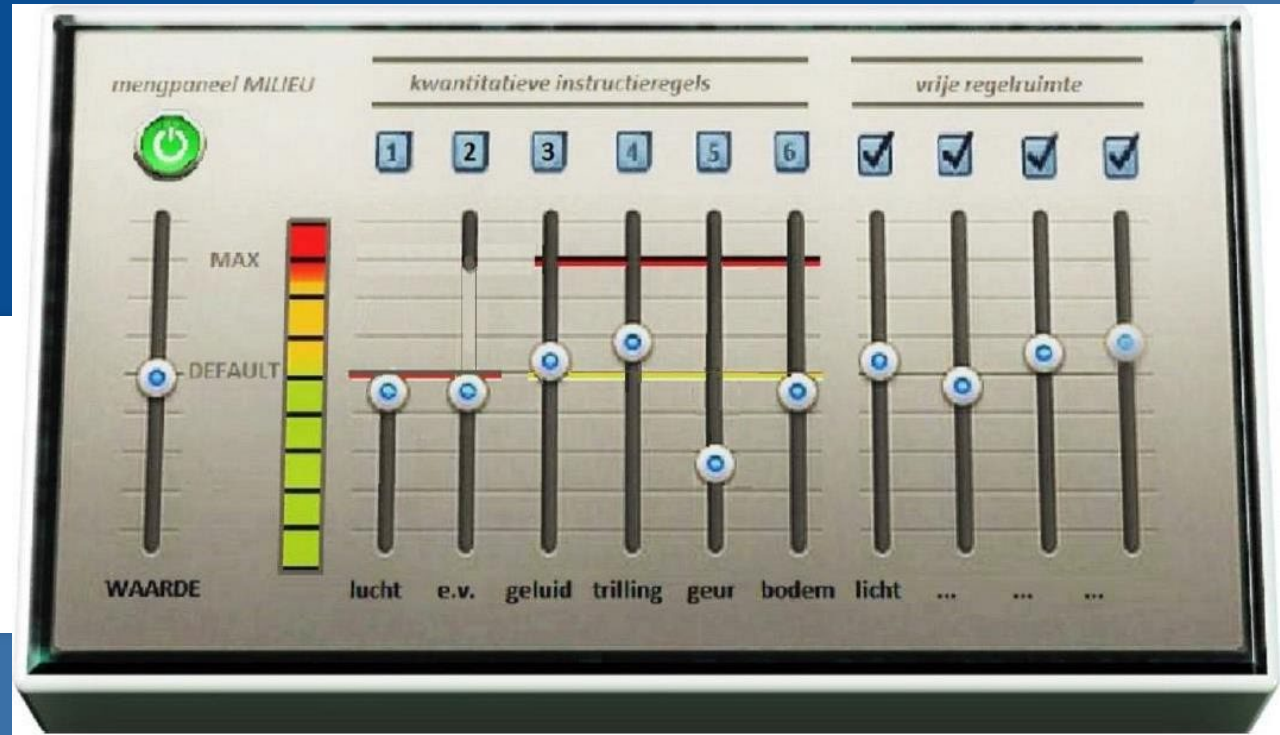 mengpaneel MILIEU
kwantitatieve instructieregels
vrije regelruimte
1 2 3 4 5 6
MAX
DEFAULT
WAARDE
lucht e.v. geluid trilling geur bodem licht ... ... ...